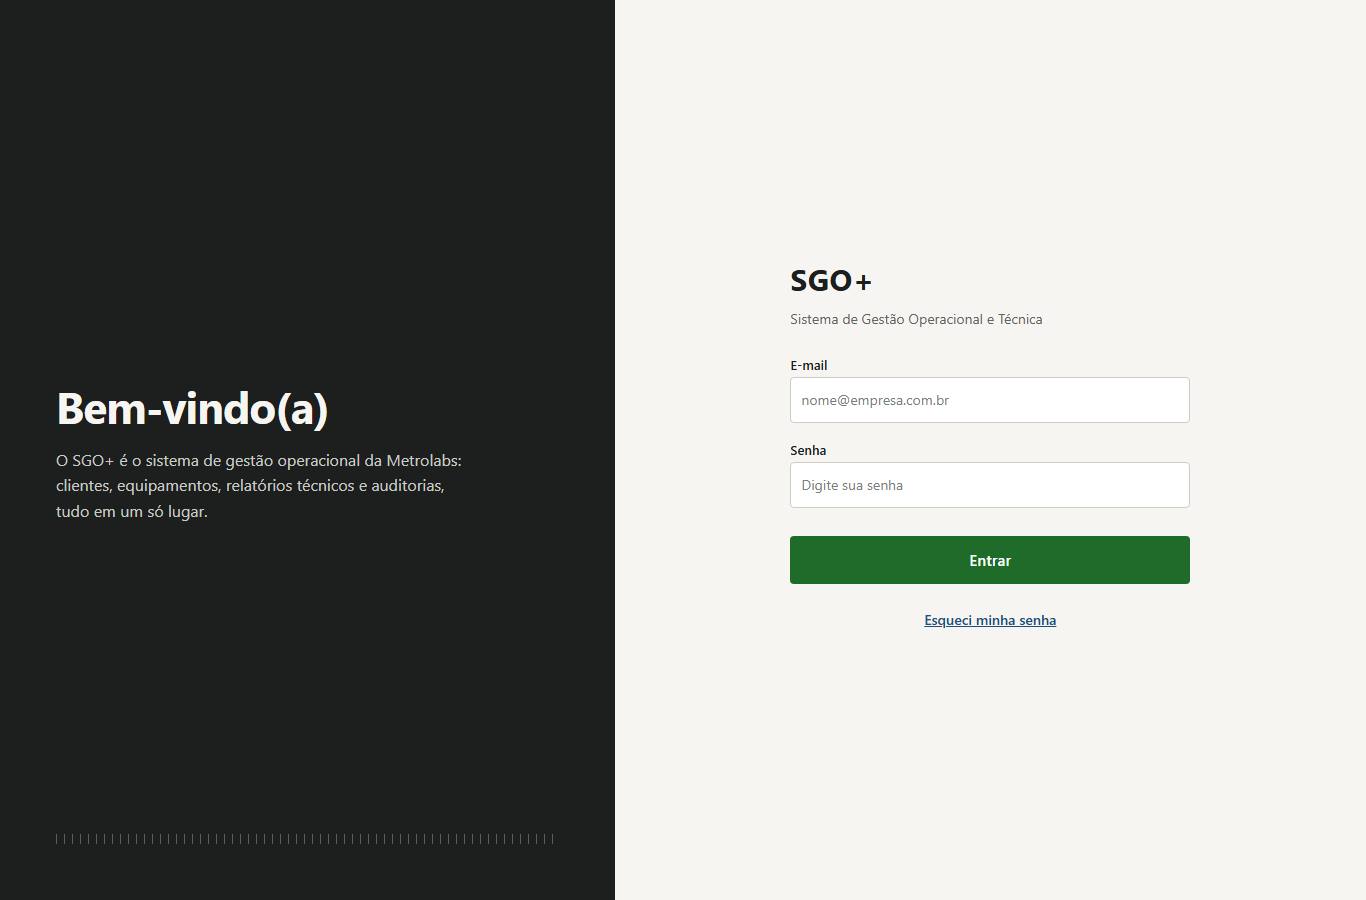 Bem-vindo(a)
O SGO+ é o sistema de gestão operacional da Metrolabs:
clientes, equipamentos, relatórios técnicos e auditorias,
tudo em um só lugar.
SGO+
Sistema de Gestão Operacional e Técnica
E-mail
nome@empresa.com.br
Senha
Digite sua senha
Entrar
Esqueci minha senha